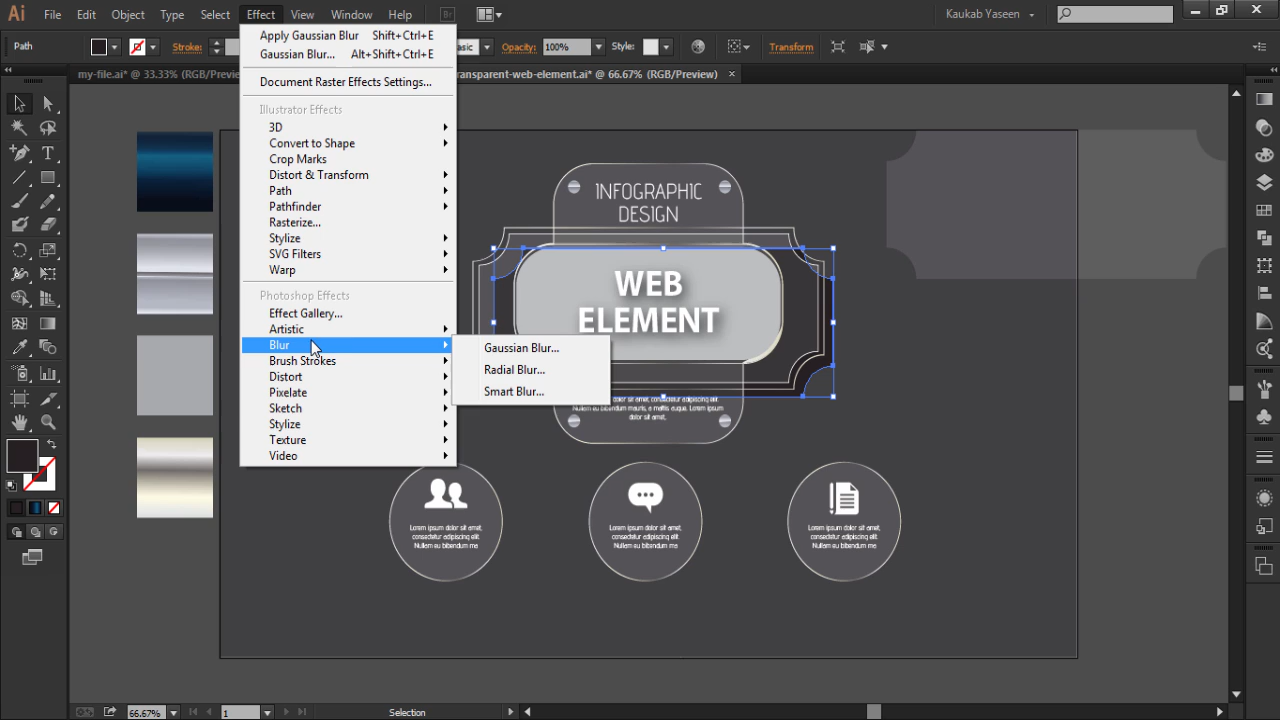 Ai File Edit Object Type Select Effect View Window Help Br Kaukab Yaseen
Path Stroke: Basic Opacity: 100% Style: Transform
my-file.ai* @ 33.33% (RGB/Preview
ransparent-web-element.ai* @ 66.67% (RGB/Preview)
Apply Gaussian Blur Shift+Ctrl+E
Gaussian Blur... Alt+Shift+Ctrl+E
Document Raster Effects Settings...
Illustrator Effects
3D
Convert to Shape
Crop Marks
Distort & Transform
Path
Pathfinder
Rasterize...
Stylize
SVG Filters
Warp
Photoshop Effects
Effect Gallery...
Artistic
Blur
Brush Strokes
Distort
Pixelate
Sketch
Stylize
Texture
Video
Gaussian Blur...
Radial Blur...
Smart Blur...
INFOGRAPHIC
DESIGN
WEB
ELEMENT
amet, consectetur adipiscing elit.
Nullam eu bibendum mauris, a mattis augue. Lorem ipsum
dolor sit amet,
Lorem ipsum dolor sit amet,
consectetur adipiscing elit
Nullam eu bibendum me
Lorem ipsum dolor sit amet,
consectetur adipiscing elit
Nullam eu bibendum me
Lorem ipsum dolor sit amet,
consectetur adipiscing elit
Nullam eu bibendum me
66.67% 1 Selection